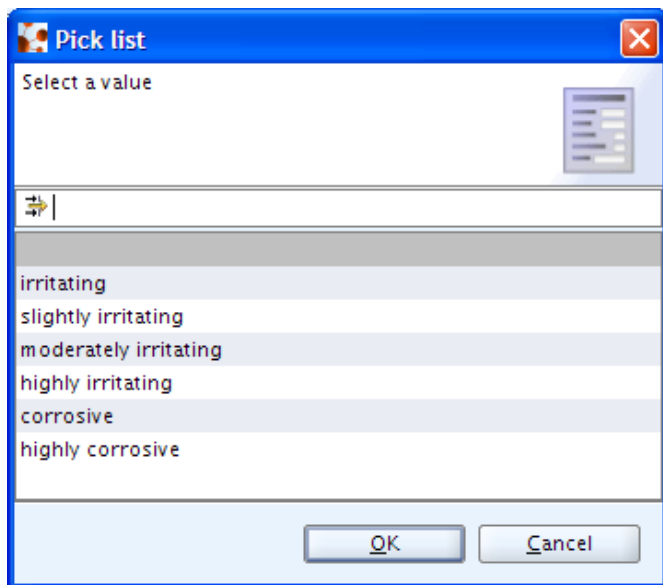 Pick list
Select a value
irritating
slightly irritating
moderately irritating
highly irritating
corrosive
highly corrosive
OK
Cancel